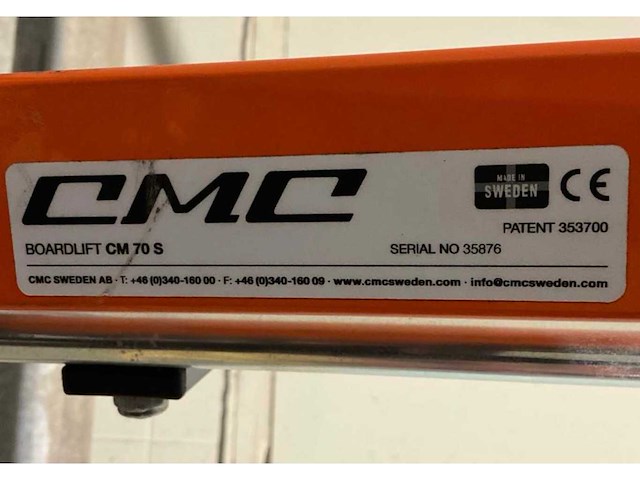 CMC
MADE IN
SWEDEN
CE
PATENT 353700
BOARDLIFT CM 70 S
SERIAL NO 35876
CMC SWEDEN AB · T: +46 (0)340-160 00 · F: +46 (0)340-160 09 · www.cmcsweden.com · info@cmcsweden.com